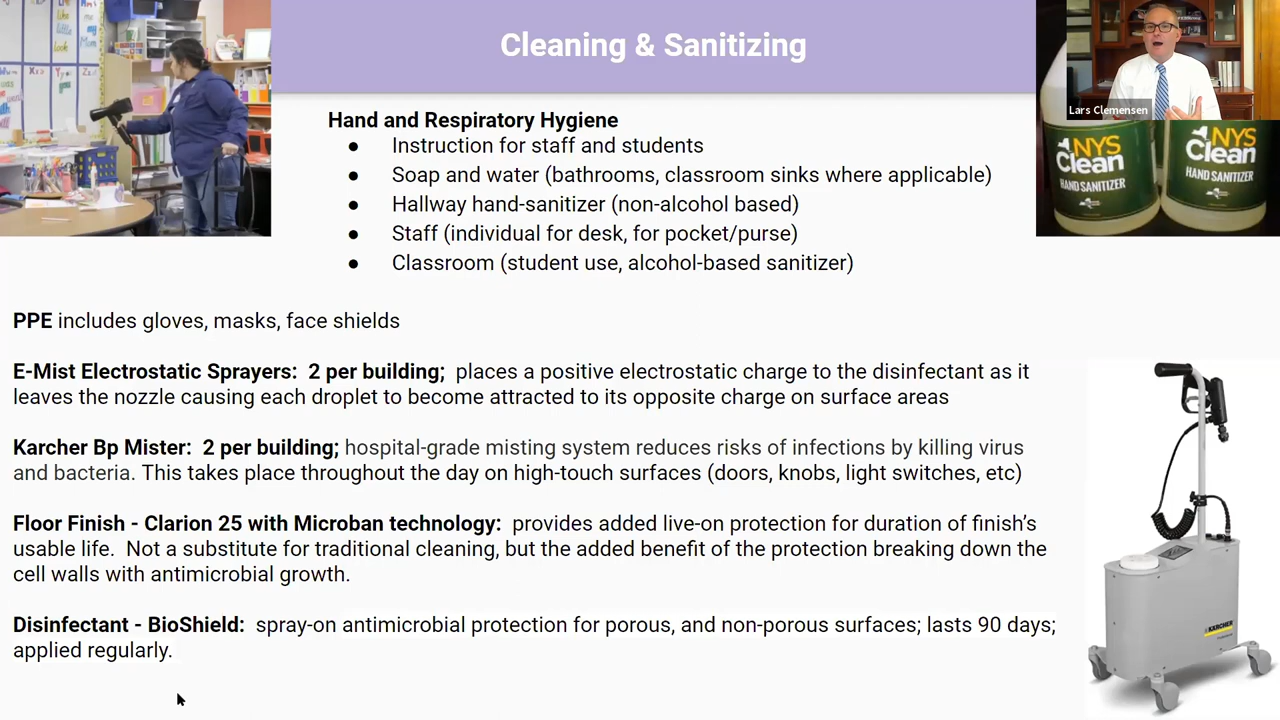 Cleaning & Sanitizing
Lars Clemensen
NYS
Clean
HAND SANITIZER
NYS
Clean
HAND SANITIZER
Hand and Respiratory Hygiene
● Instruction for staff and students
● Soap and water (bathrooms, classroom sinks where applicable)
● Hallway hand-sanitizer (non-alcohol based)
● Staff (individual for desk, for pocket/purse)
● Classroom (student use, alcohol-based sanitizer)
PPE includes gloves, masks, face shields
E-Mist Electrostatic Sprayers: 2 per building; places a positive electrostatic charge to the disinfectant as it
leaves the nozzle causing each droplet to become attracted to its opposite charge on surface areas
Karcher Bp Mister: 2 per building; hospital-grade misting system reduces risks of infections by killing virus
and bacteria. This takes place throughout the day on high-touch surfaces (doors, knobs, light switches, etc)
Floor Finish - Clarion 25 with Microban technology: provides added live-on protection for duration of finish's
usable life. Not a substitute for traditional cleaning, but the added benefit of the protection breaking down the
cell walls with antimicrobial growth.
Disinfectant - BioShield: spray-on antimicrobial protection for porous, and non-porous surfaces; lasts 90 days;
applied regularly.
KARCHER
like
me
little
my
look
Mom